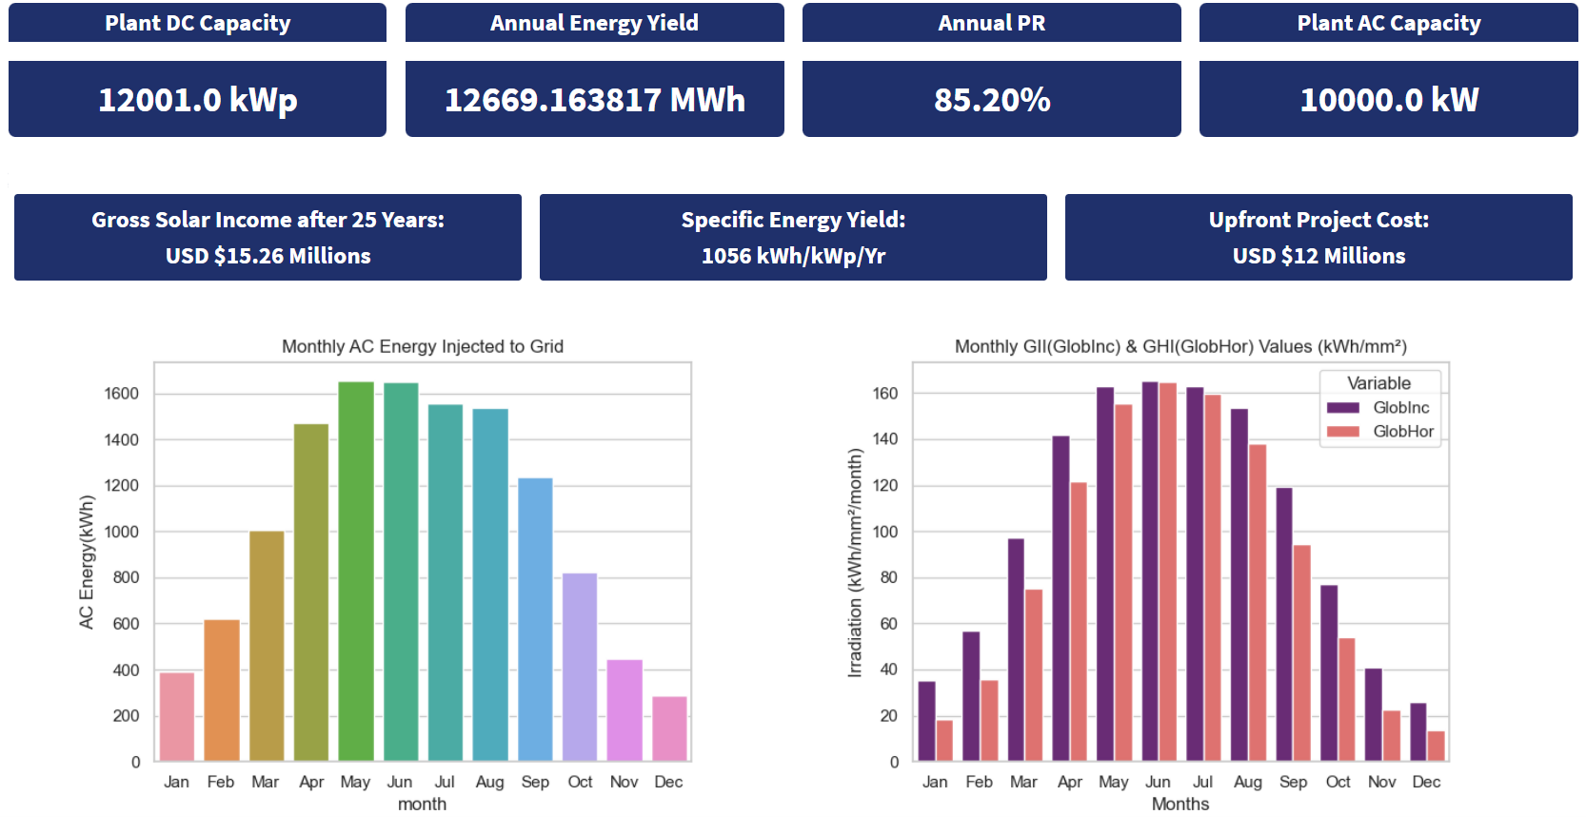 Plant DC Capacity
Annual Energy Yield
Annual PR
Plant AC Capacity
12001.0 kWp
12669.163817 MWh
85.20%
10000.0 kW
Gross Solar Income after 25 Years:
USD $15.26 Millions
Specific Energy Yield:
1056 kWh/kWp/Yr
Upfront Project Cost:
USD $12 Millions
Monthly AC Energy Injected to Grid
AC Energy(kWh)
1600
1400
1200
1000
800
600
400
200
0
Jan Feb Mar Apr May Jun Jul Aug Sep Oct Nov Dec
month
Monthly GII(GlobInc) & GHI(GlobHor) Values (kWh/mm²)
Variable
GlobInc
GlobHor
Irradiation (kWh/mm²/month)
160
140
120
100
80
60
40
20
0
Jan Feb Mar Apr May Jun Jul Aug Sep Oct Nov Dec
Months